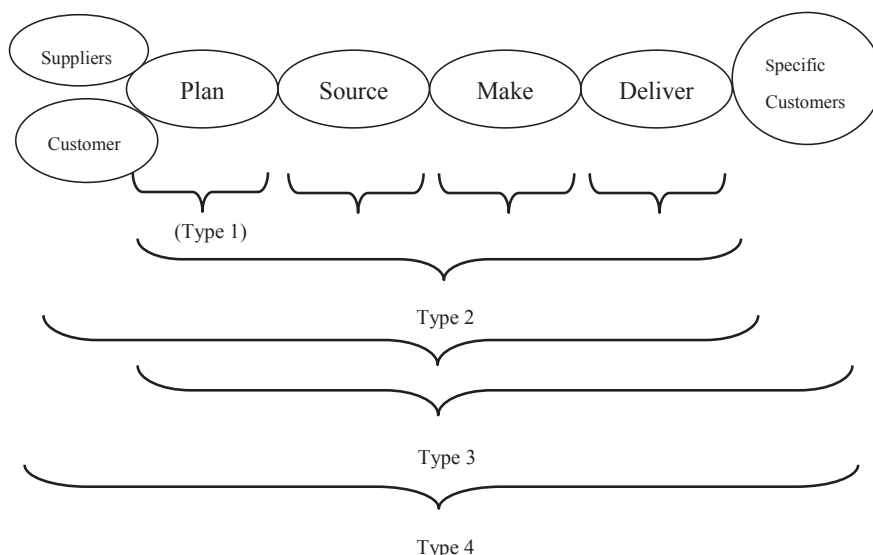 Suppliers
Customer
Plan
Source
Make
Deliver
Specific
Customers
(Type 1)
Type 2
Type 3
Type 4